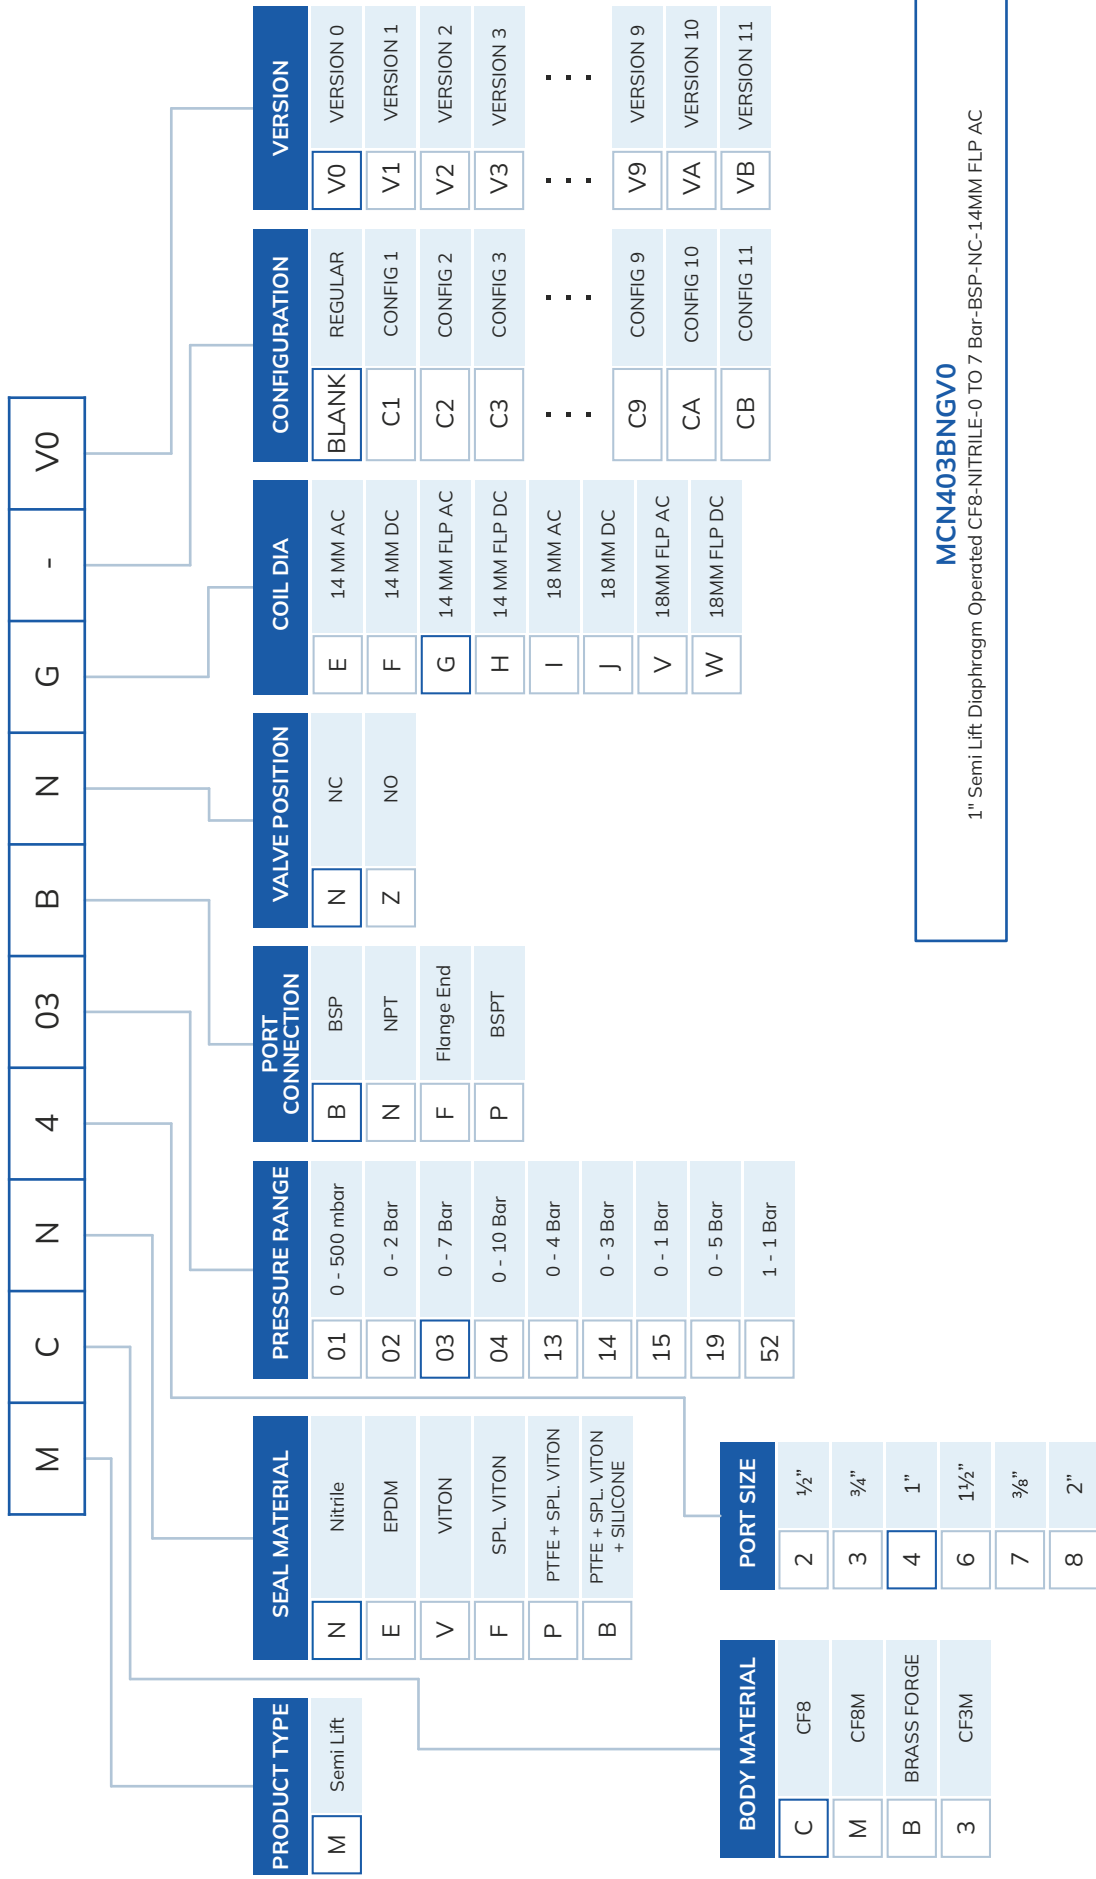 M C N 4 03 B N G - V0
PRODUCT TYPE
M Semi Lift
SEAL MATERIAL
N Nitrile
E EPDM
V VITON
F SPL. VITON
P PTFE + SPL. VITON
B PTFE + SPL. VITON
+ SILICONE
PRESSURE RANGE
01 0 - 500 mbar
02 0 - 2 Bar
03 0 - 7 Bar
04 0 - 10 Bar
13 0 - 4 Bar
14 0 - 3 Bar
15 0 - 1 Bar
19 0 - 5 Bar
52 1 - 1 Bar
PORT
CONNECTION
B BSP
N NPT
F Flange End
P BSPT
VALVE POSITION
N NC
Z NO
COIL DIA
E 14 MM AC
F 14 MM DC
G 14 MM FLP AC
H 14 MM FLP DC
I 18 MM AC
J 18 MM DC
V 18MM FLP AC
W 18MM FLP DC
CONFIGURATION
BLANK REGULAR
C1 CONFIG 1
C2 CONFIG 2
C3 CONFIG 3
. . . . . .
C9 CONFIG 9
CA CONFIG 10
CB CONFIG 11
VERSION
V0 VERSION 0
V1 VERSION 1
V2 VERSION 2
V3 VERSION 3
. . . . . .
V9 VERSION 9
VA VERSION 10
VB VERSION 11
BODY MATERIAL
C CF8
M CF8M
B BRASS FORGE
3 CF3M
PORT SIZE
2 ½”
3 ¾”
4 1”
6 1½”
7 ⅜”
8 2”
MCN403BNGV0
1" Semi Lift Diaphragm Operated CF8-NITRILE-0 TO 7 Bar-BSP-NC-14MM FLP AC